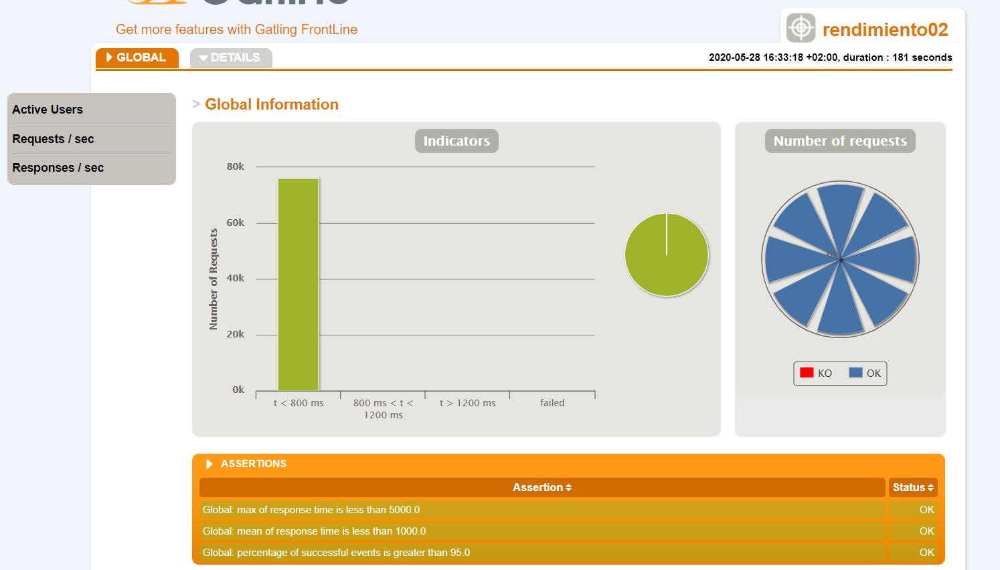 Get more features with Gatling FrontLine
rendimiento02
GLOBAL
DETAILS
2020-05-28 16:33:18 +02:00, duration : 181 seconds
Active Users
Requests / sec
Responses / sec
> Global Information
Indicators
Number of Requests
80k
60k
40k
20k
0k
t < 800 ms
800 ms < t <
1200 ms
t > 1200 ms
failed
Number of requests
KO
OK
ASSERTIONS
Assertion
Status
Global: max of response time is less than 5000.0
OK
Global: mean of response time is less than 1000.0
OK
Global: percentage of successful events is greater than 95.0
OK